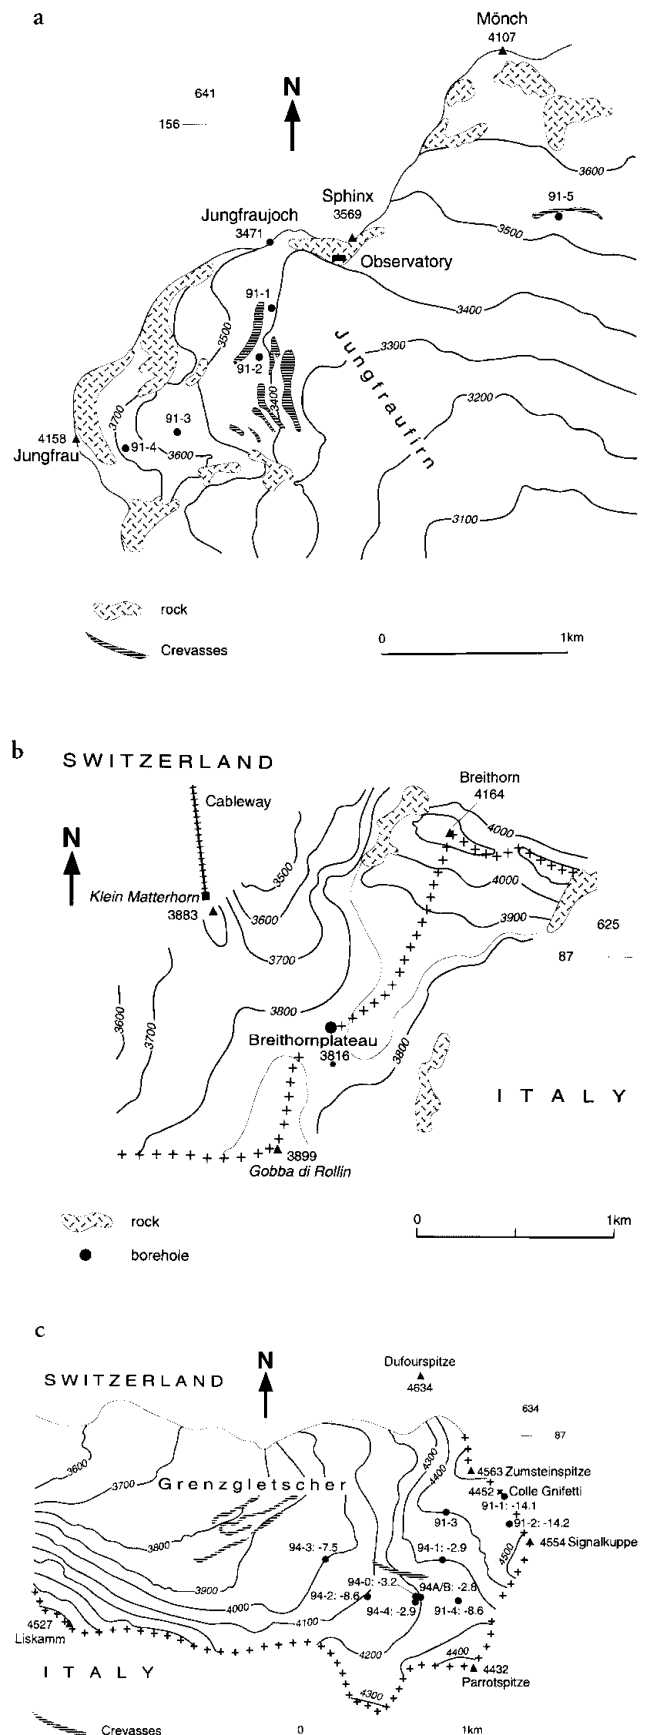 a
Mönch
4107
641
N
156
3600
Sphinx
3569
91-5
Jungfraujoch
3471
3500
Observatory
91-1
3500
3400
Jungfraufirn
3300
91-2
3400
3200
3700
91-3
4158
91-4
Jungfrau
3600
3100
rock
0 1km
Crevasses
b
SWITZERLAND
Breithorn
4164
Cableway
4000
N
3500
Klein Matterhorn
4000
3883
3600
3900
625
3700
87
3800
3600
3700
Breithornplateau
3816
3800
ITALY
3899
Gobba di Rollin
rock
0 1km
borehole
c
Dufourspitze
N
SWITZERLAND
4634
634
87
4300
3600
4400
4563 Zumsteinspitze
3700
Grenzgletscher
4452 Colle Gnifetti
91-1: -14.1
91-3
91-2: -14.2
3800
94-3: -7.5
94-1: -2.9
4554 Signalkuppe
4500
94-0: -3.2
3900
94-2: -8.6
94A/B: -2.8
4000
94-4: -2.9
91-4: -8.6
4100
4527
Liskamm
4200
4400
ITALY
4432
Parrotspitze
4300
Crevasses
0 1km